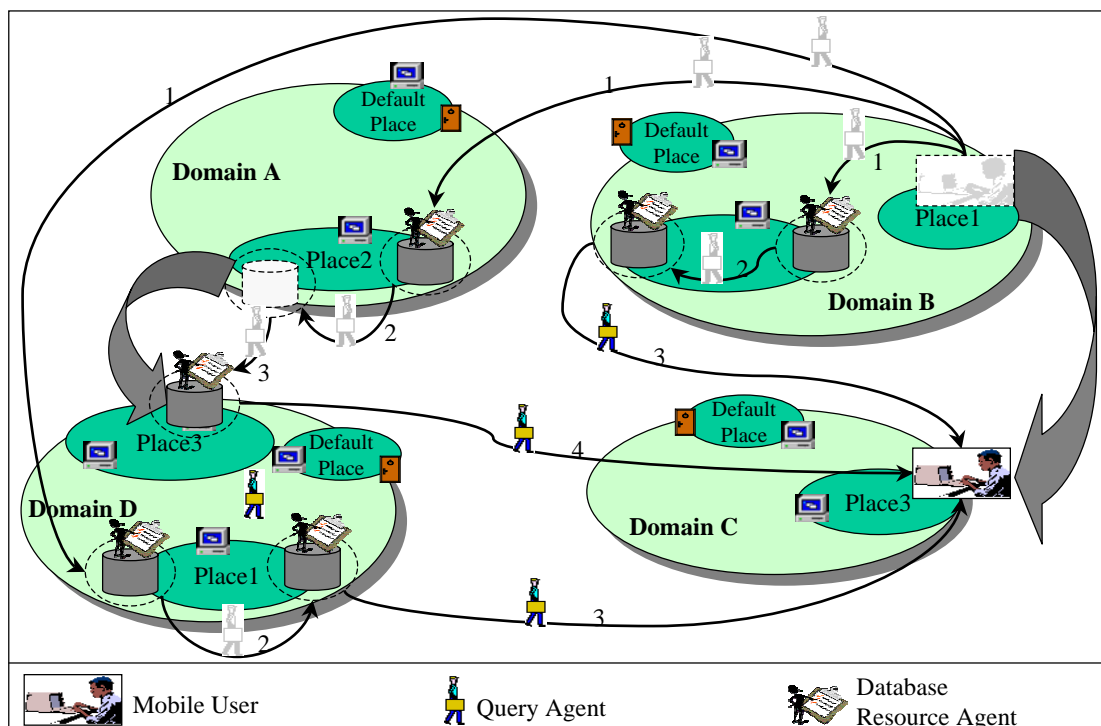 1
1
Default
Place
Default
Place
1
Domain A
Place1
Place2
2
Domain B
2
3
3
Default
Place
Place3
Default
Place
4
Place3
Domain D
Domain C
Place1
2
3
Mobile User
Query Agent
Database
Resource Agent